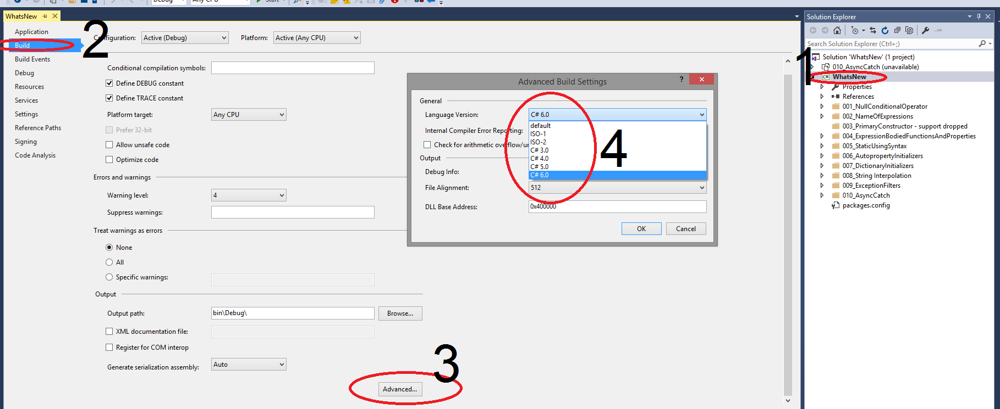 Debug
Any CPU
Start
WhatsNew
Application
Build
Build Events
Debug
Resources
Services
Settings
Reference Paths
Signing
Code Analysis
2
Configuration: Active (Debug) Platform: Active (Any CPU)
Conditional compilation symbols:
Define DEBUG constant
Define TRACE constant
Platform target: Any CPU
Prefer 32-bit
Allow unsafe code
Optimize code
Errors and warnings
Warning level: 4
Suppress warnings:
Treat warnings as errors
None
All
Specific warnings:
Output
Output path: bin\Debug\ Browse...
XML documentation file:
Register for COM interop
Generate serialization assembly: Auto
3
Advanced...
Advanced Build Settings ?
General
Language Version: C# 6.0
default
ISO-1
ISO-2
C# 3.0
C# 4.0
C# 5.0
C# 6.0
4
Internal Compiler Error Reporting:
Check for arithmetic overflow/un
Output
Debug Info:
File Alignment: 512
DLL Base Address: 0x400000
OK Cancel
Solution Explorer
Search Solution Explorer (Ctrl+;)
1
Solution 'WhatsNew' (1 project)
010_AsyncCatch (unavailable)
C# WhatsNew
Properties
References
001_NullConditionalOperator
002_NameOfExpressions
003_PrimaryConstructor - support dropped
004_ExpressionBodiedFunctionsAndProperties
005_StaticUsingSyntax
006_AutopropertyInitializers
007_DictionaryInitializers
008_String Interpolation
009_ExceptionFilters
010_AsyncCatch
packages.config